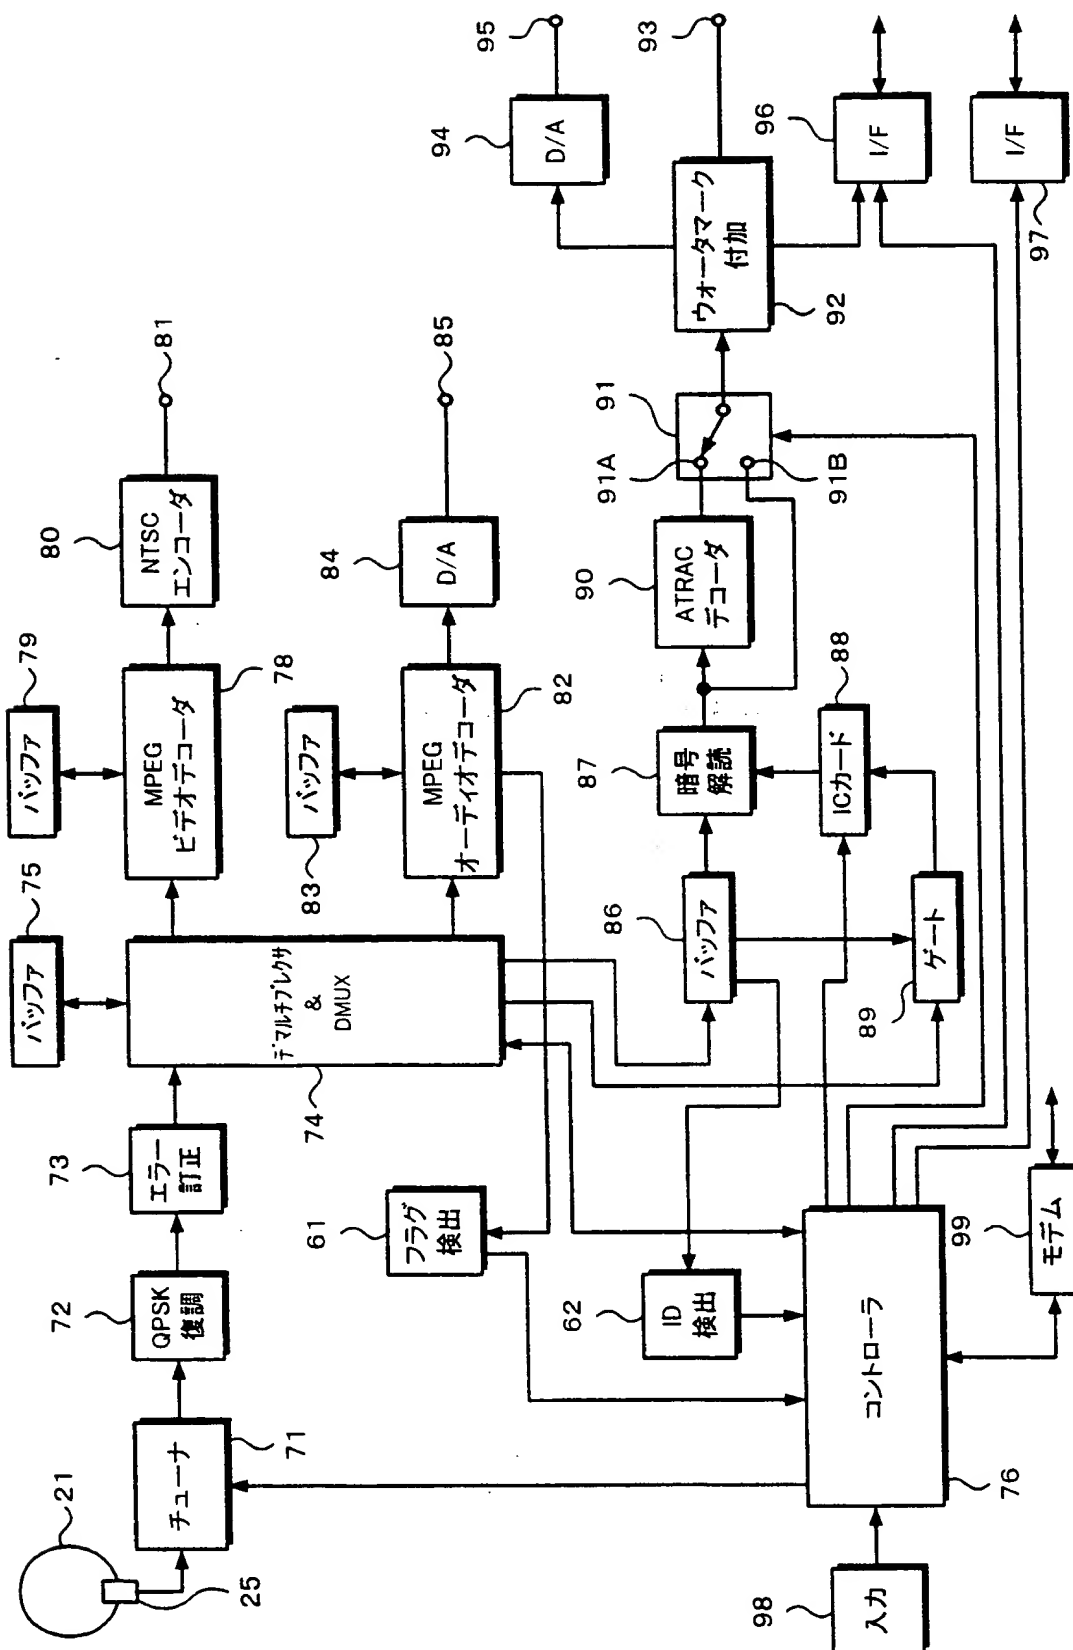 21
25
チューナ
71
72
QPSK
復調
73
エラー
訂正
75
バッファ
デマルチプレクサ
&
DMUX
74
79
バッファ
MPEG
ビデオデコーダ
78
80
NTSC
エンコーダ
81
バッファ
83
MPEG
オーディオデコーダ
82
84
D/A
85
61
フラグ
検出
62
ID
検出
86
バッファ
87
暗号
解読
88
ICカード
89
ゲート
90
ATRAC
デコーダ
91
91A
91B
ウォータマーク
付加
92
93
94
D/A
95
96
I/F
I/F
97
コントローラ
76
98
入力
99
モデム